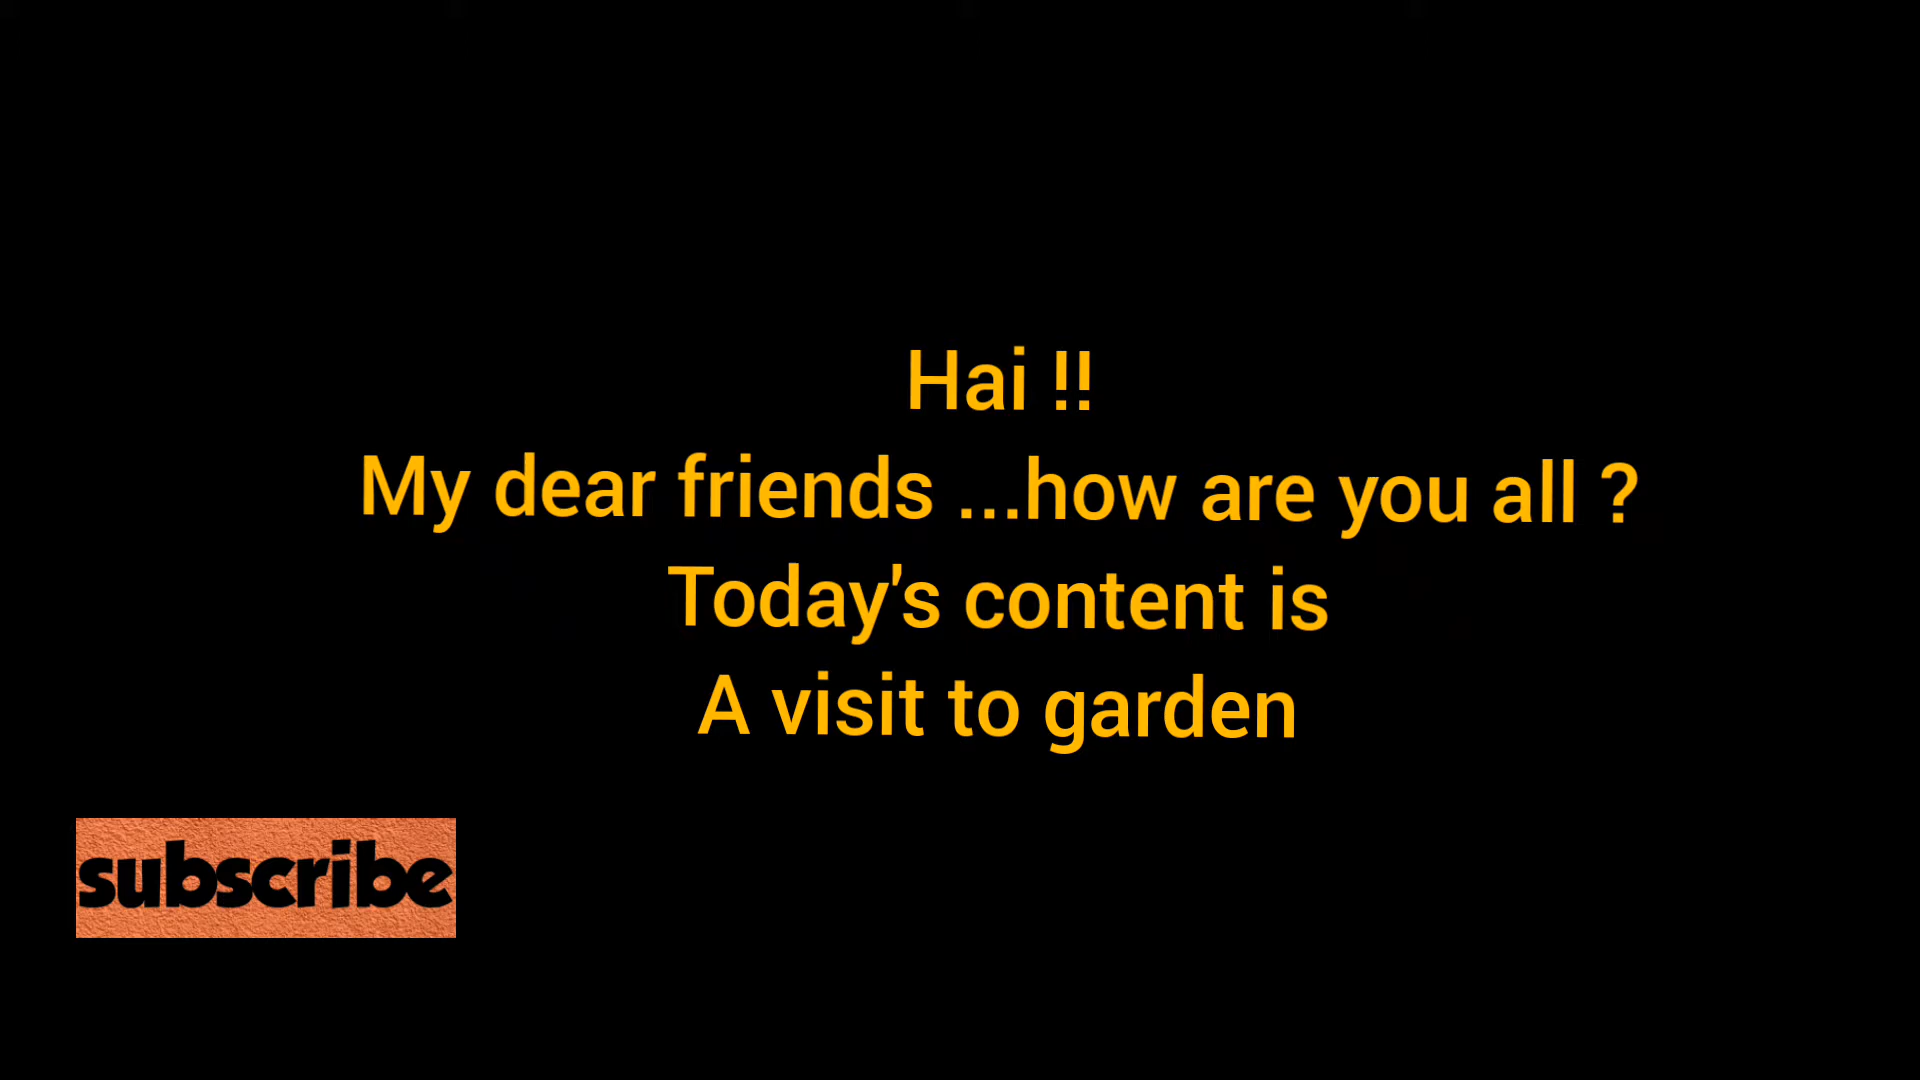 Hai !!
My dear friends ...how are you all ?
Today's content is
A visit to garden
subscribe